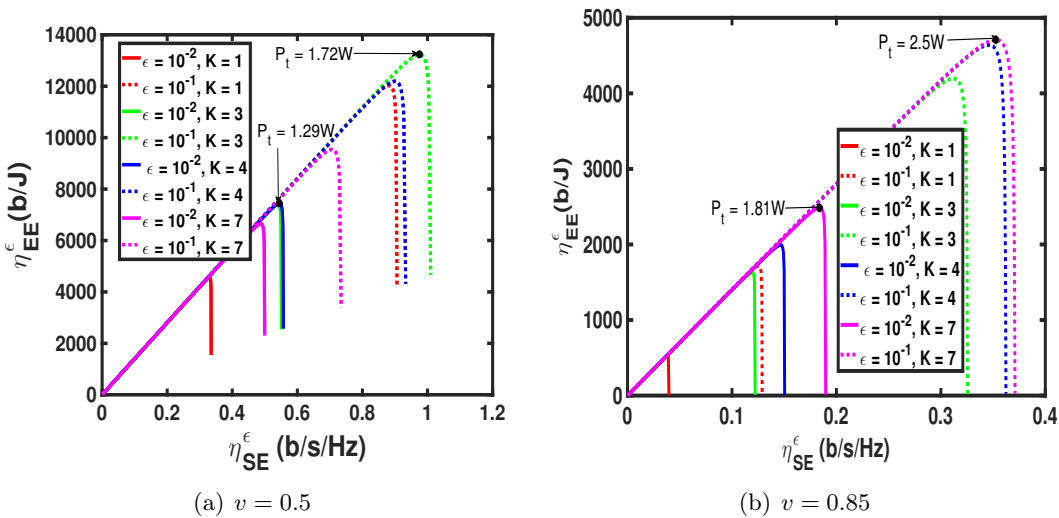 14000
12000
10000
8000
6000
4000
2000
0
η_EE^ϵ (b/J)
ϵ = 10^-2, K = 1
ϵ = 10^-1, K = 1
ϵ = 10^-2, K = 3
ϵ = 10^-1, K = 3
ϵ = 10^-2, K = 4
ϵ = 10^-1, K = 4
ϵ = 10^-2, K = 7
ϵ = 10^-1, K = 7
P_t = 1.72W
P_t = 1.29W
0 0.2 0.4 0.6 0.8 1 1.2
η_SE^ϵ (b/s/Hz)
(a) v = 0.5
5000
4000
3000
2000
1000
0
η_EE^ϵ (b/J)
P_t = 2.5W
P_t = 1.81W
ϵ = 10^-2, K = 1
ϵ = 10^-1, K = 1
ϵ = 10^-2, K = 3
ϵ = 10^-1, K = 3
ϵ = 10^-2, K = 4
ϵ = 10^-1, K = 4
ϵ = 10^-2, K = 7
ϵ = 10^-1, K = 7
0 0.1 0.2 0.3 0.4
η_SE^ϵ (b/s/Hz)
(b) v = 0.85